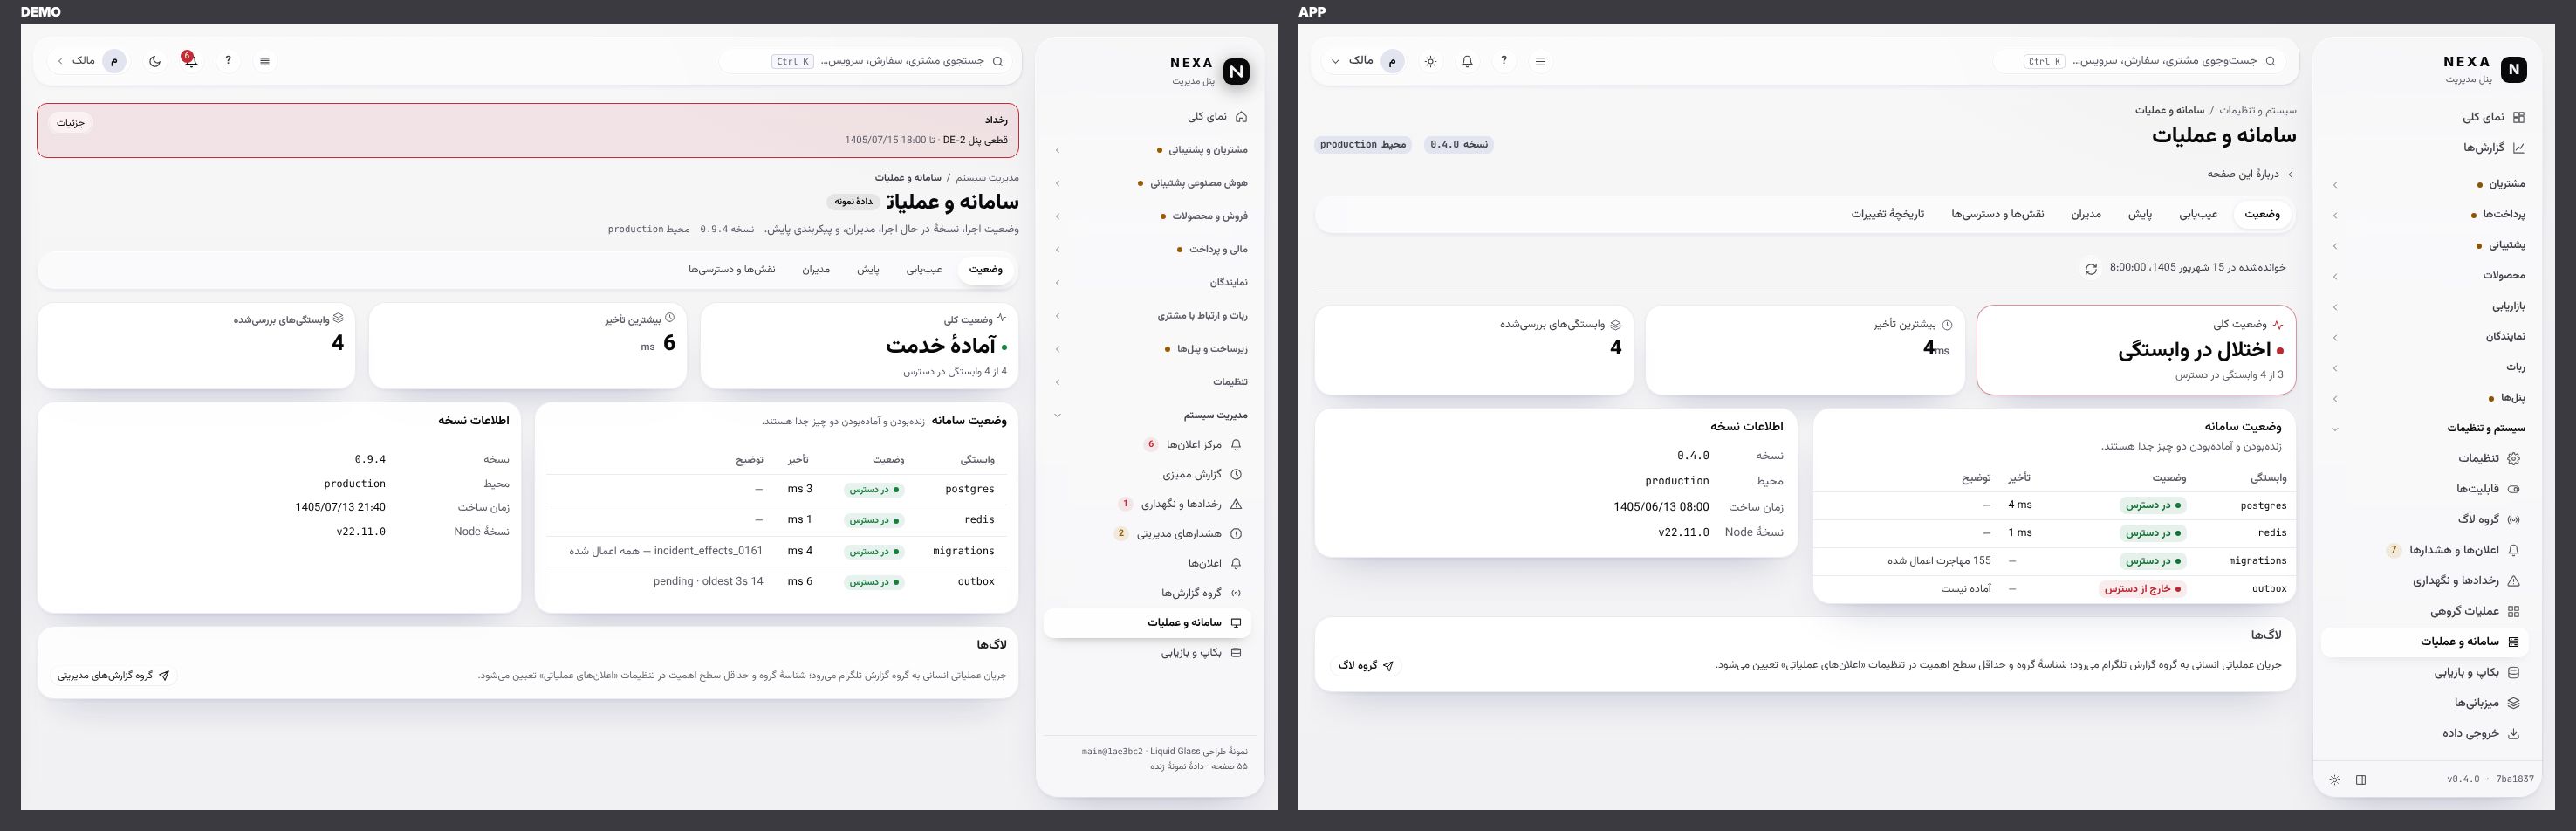 DEMO
NEXA
پنل مدیریت
جستجوی مشتری، سفارش، سرویس...
Ctrl K
?
6
م
مالک
نمای کلی
مشتریان و پشتیبانی
هوش مصنوعی پشتیبانی
فروش و محصولات
مالی و پرداخت
نمایندگان
ربات و ارتباط با مشتری
زیرساخت و پنل‌ها
تنظیمات
مدیریت سیستم
مرکز اعلان‌ها 6
گزارش ممیزی
رخدادها و نگهداری 1
هشدارهای مدیریتی 2
اعلان‌ها
گروه گزارش‌ها
سامانه و عملیات
بکاپ و بازیابی
نمونهٔ طراحی Liquid Glass · main@1ae3bc2
۵۵ صفحه · دادهٔ نمونهٔ زنده
رخداد
جزئیات
قطعی پنل DE-2 · تا 18:00 1405/07/15
مدیریت سیستم / سامانه و عملیات
سامانه و عملیات
دادهٔ نمونه
وضعیت اجرا، نسخهٔ در حال اجرا، مدیران، و پیکربندی پایش. نسخه 0.9.4 محیط production
وضعیت
عیب‌یابی
پایش
مدیران
نقش‌ها و دسترسی‌ها
وضعیت کلی
آمادهٔ خدمت
4 از 4 وابستگی در دسترس
بیشترین تأخیر
6 ms
وابستگی‌های بررسی‌شده
4
وضعیت سامانه زنده‌بودن و آماده‌بودن دو چیز جدا هستند.
وابستگی وضعیت تأخیر توضیح
postgres در دسترس 3 ms —
redis در دسترس 1 ms —
migrations در دسترس 4 ms incident_effects_0161 — همه اعمال شده
outbox در دسترس 6 ms pending · oldest 3s 14
اطلاعات نسخه
نسخه 0.9.4
محیط production
زمان ساخت 1405/07/13 21:40
نسخهٔ Node v22.11.0
لاگ‌ها
جریان عملیاتی انسانی به گروه گزارش تلگرام می‌رود؛ شناسهٔ گروه و حداقل سطح اهمیت در تنظیمات «اعلان‌های عملیاتی» تعیین می‌شود.
گروه گزارش‌های مدیریتی
APP
NEXA
پنل مدیریت
N
جست‌وجوی مشتری، سفارش، سرویس...
Ctrl K
?
م
مالک
نمای کلی
گزارش‌ها
مشتریان
پرداخت‌ها
پشتیبانی
محصولات
بازاریابی
نمایندگان
ربات
پنل‌ها
سیستم و تنظیمات
تنظیمات
قابلیت‌ها
گروه لاگ
اعلان‌ها و هشدارها 7
رخدادها و نگهداری
عملیات گروهی
سامانه و عملیات
بکاپ و بازیابی
میزبانی‌ها
خروجی داده
v0.4.0 · 7ba1837
سیستم و تنظیمات / سامانه و عملیات
سامانه و عملیات
نسخه 0.4.0
محیط production
دربارهٔ این صفحه
وضعیت
عیب‌یابی
پایش
مدیران
نقش‌ها و دسترسی‌ها
تاریخچهٔ تغییرات
خوانده‌شده در 15 شهریور 1405، 8:00:00
وضعیت کلی
اختلال در وابستگی
3 از 4 وابستگی در دسترس
بیشترین تأخیر
4ms
وابستگی‌های بررسی‌شده
4
وضعیت سامانه
زنده‌بودن و آماده‌بودن دو چیز جدا هستند.
وابستگی وضعیت تأخیر توضیح
postgres در دسترس 4 ms —
redis در دسترس 1 ms —
migrations در دسترس — 155 مهاجرت اعمال شده
outbox خارج از دسترس — آماده نیست
اطلاعات نسخه
نسخه 0.4.0
محیط production
زمان ساخت 1405/06/13 08:00
نسخهٔ Node v22.11.0
لاگ‌ها
جریان عملیاتی انسانی به گروه گزارش تلگرام می‌رود؛ شناسهٔ گروه و حداقل سطح اهمیت در تنظیمات «اعلان‌های عملیاتی» تعیین می‌شود.
گروه لاگ